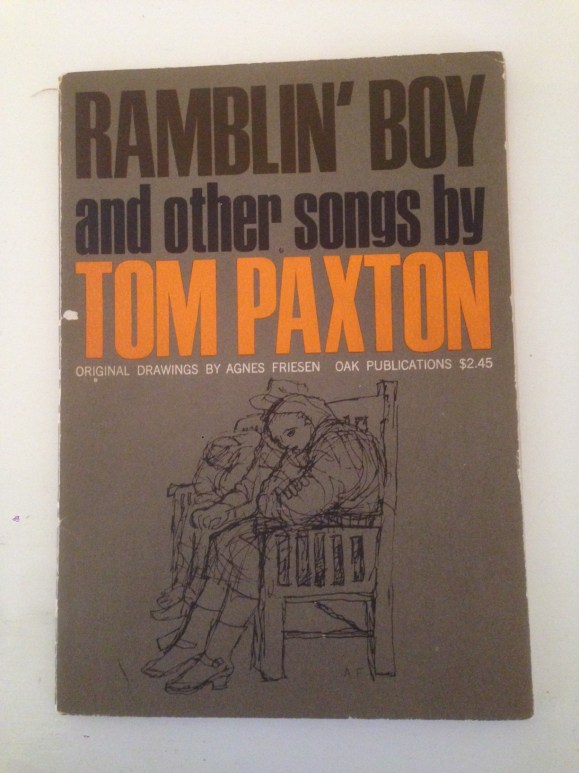 RAMBLIN' BOY
and other songs by
TOM PAXTON
ORIGINAL DRAWINGS BY AGNES FRIESEN OAK PUBLICATIONS $2.45
A F